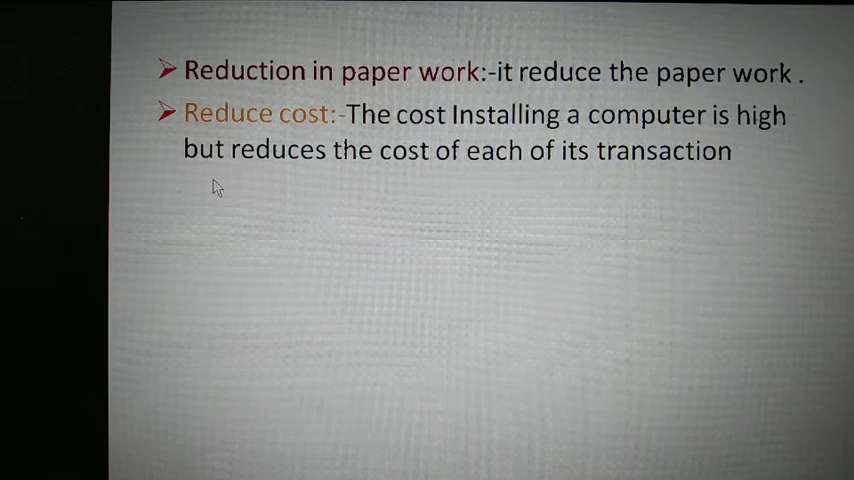 ➢ Reduction in paper work:-it reduce the paper work .
➢ Reduce cost:-The cost Installing a computer is high
but reduces the cost of each of its transaction